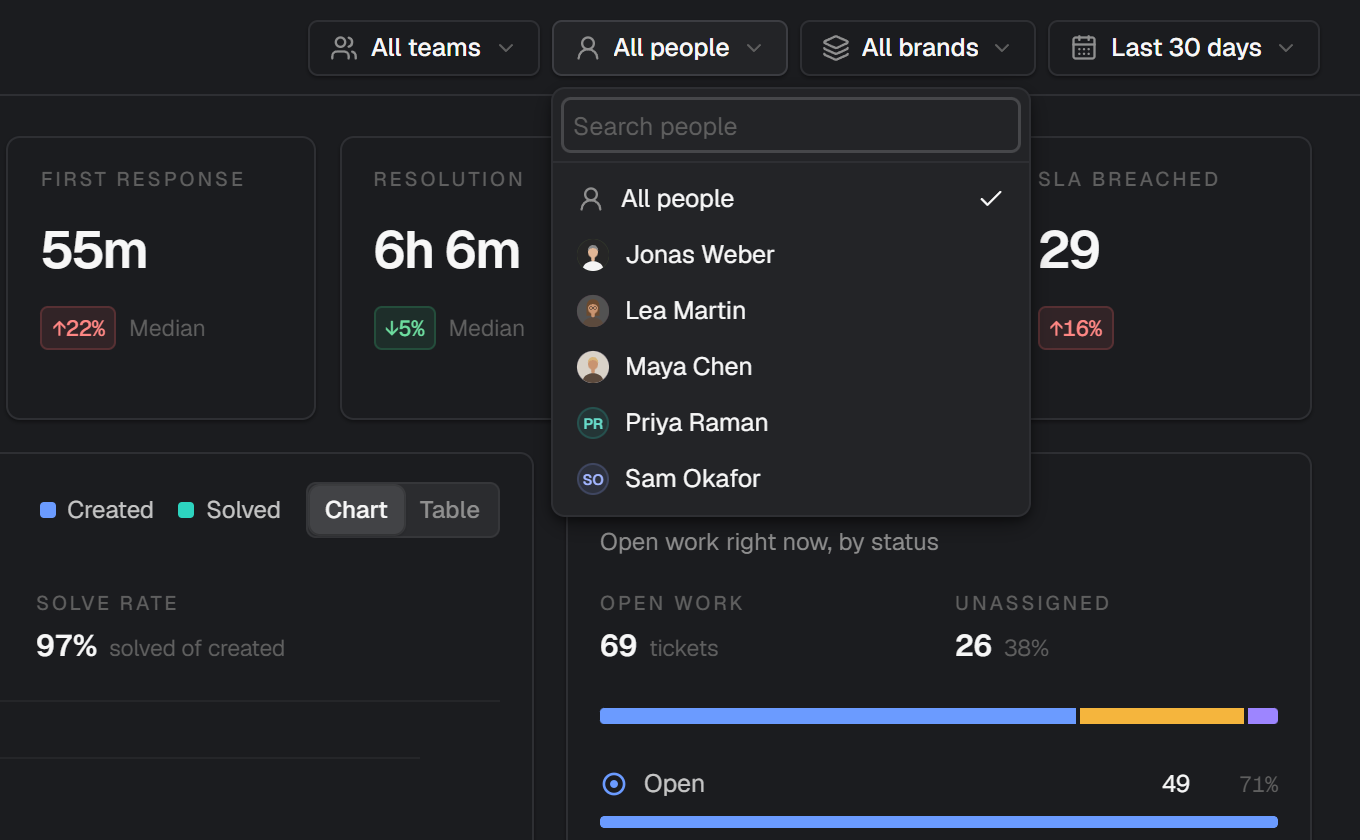 All teams
All people
All brands
Last 30 days
Search people
All people
Jonas Weber
Lea Martin
Maya Chen
PR Priya Raman
SO Sam Okafor
FIRST RESPONSE
55m
↑22% Median
RESOLUTION
6h 6m
↓5% Median
SLA BREACHED
29
↑16%
Created
Solved
Chart
Table
SOLVE RATE
97% solved of created
Open work right now, by status
OPEN WORK
69 tickets
UNASSIGNED
26 38%
Open 49 71%